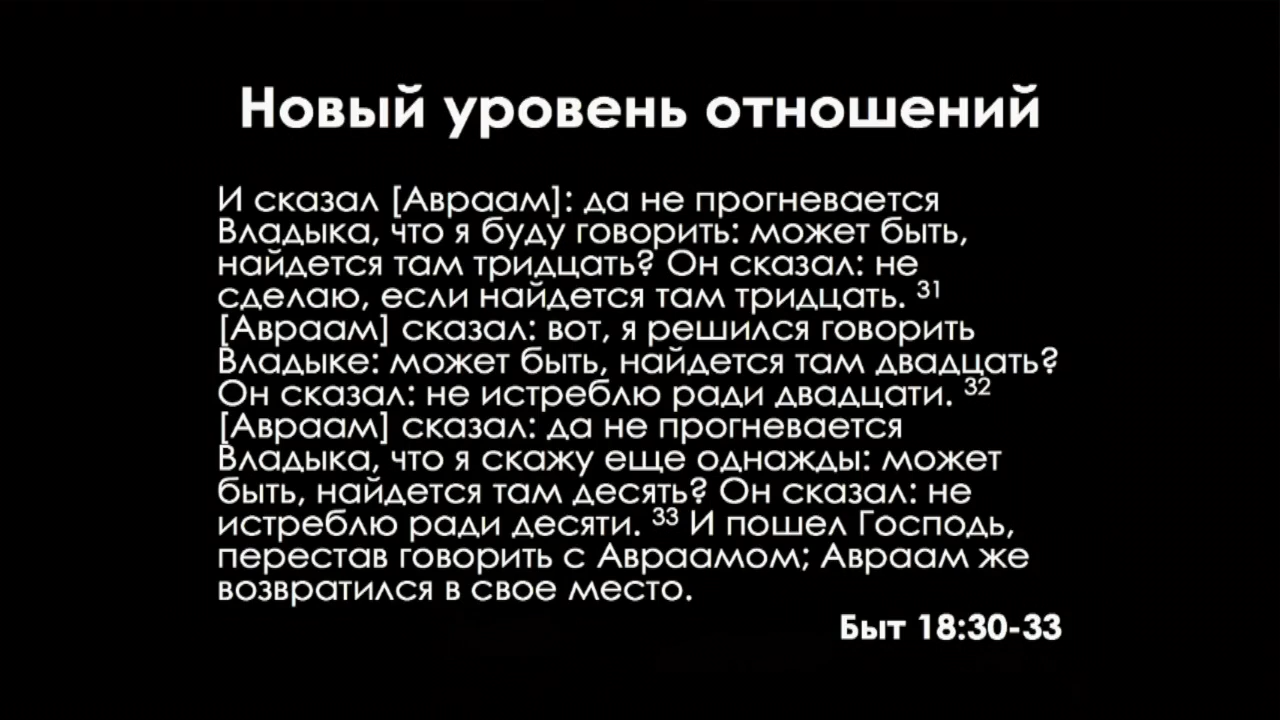 Новый уровень отношений
И сказал [Авраам]: да не прогневается
Владыка, что я буду говорить: может быть,
найдется там тридцать? Он сказал: не
сделаю, если найдется там тридцать. 31
[Авраам] сказал: вот, я решился говорить
Владыке: может быть, найдется там двадцать?
Он сказал: не истреблю ради двадцати. 32
[Авраам] сказал: да не прогневается
Владыка, что я скажу еще однажды: может
быть, найдется там десять? Он сказал: не
истреблю ради десяти. 33 И пошел Господь,
перестав говорить с Авраамом; Авраам же
возвратился в свое место.
Быт 18:30-33